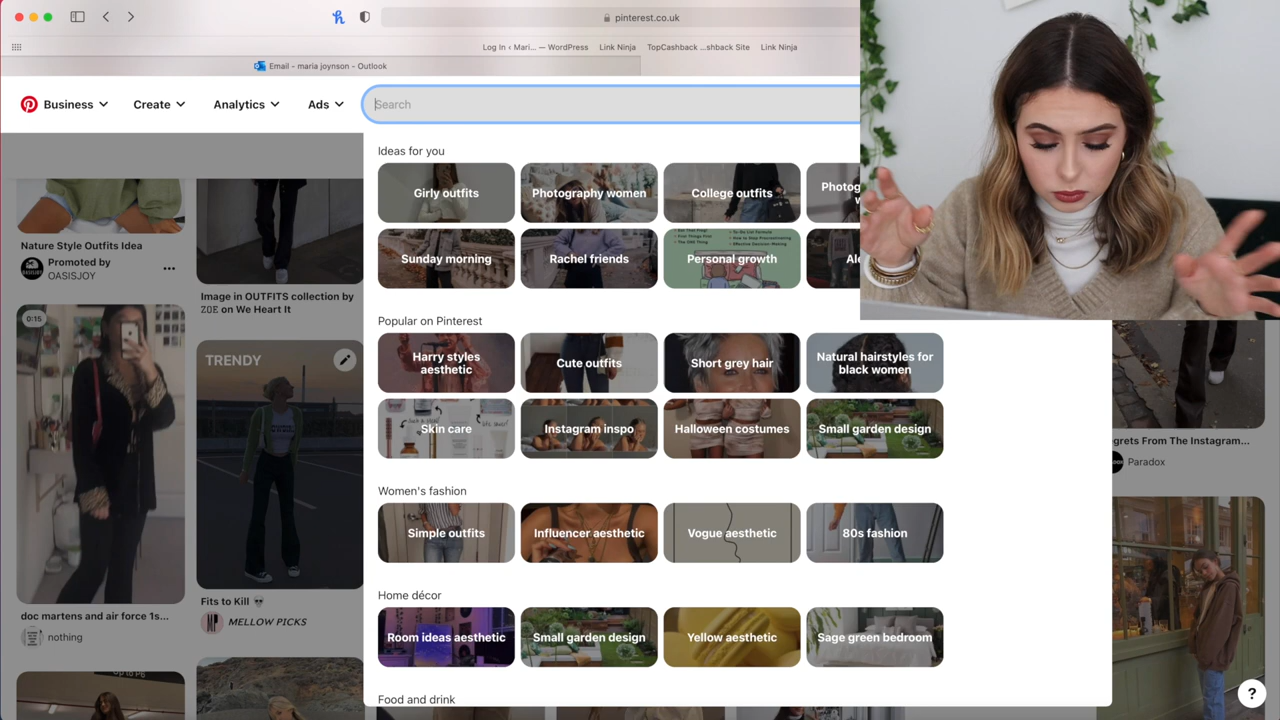 pinterest.co.uk
Log In ‹ Mari... — WordPress
Link Ninja
TopCashback ...shback Site
Link Ninja
Email - maria joynson - Outlook
Business
Create
Analytics
Ads
Search
Ideas for you
Girly outfits
Photography women
College outfits
Sunday morning
Rachel friends
Personal growth
Popular on Pinterest
Harry styles
aesthetic
Cute outfits
Short grey hair
Natural hairstyles for
black women
Skin care
Instagram inspo
Halloween costumes
Small garden design
Women's fashion
Simple outfits
Influencer aesthetic
Vogue aesthetic
80s fashion
Home décor
Room ideas aesthetic
Small garden design
Yellow aesthetic
Sage green bedroom
Food and drink
Nature Style Outfits Idea
Promoted by
OASISJOY
0:15
doc martens and air force 1s...
nothing
Image in OUTFITS collection by
ZOE on We Heart It
TRENDY
Fits to Kill 💀
MELLOW PICKS
From The Instagram...
Paradox
?